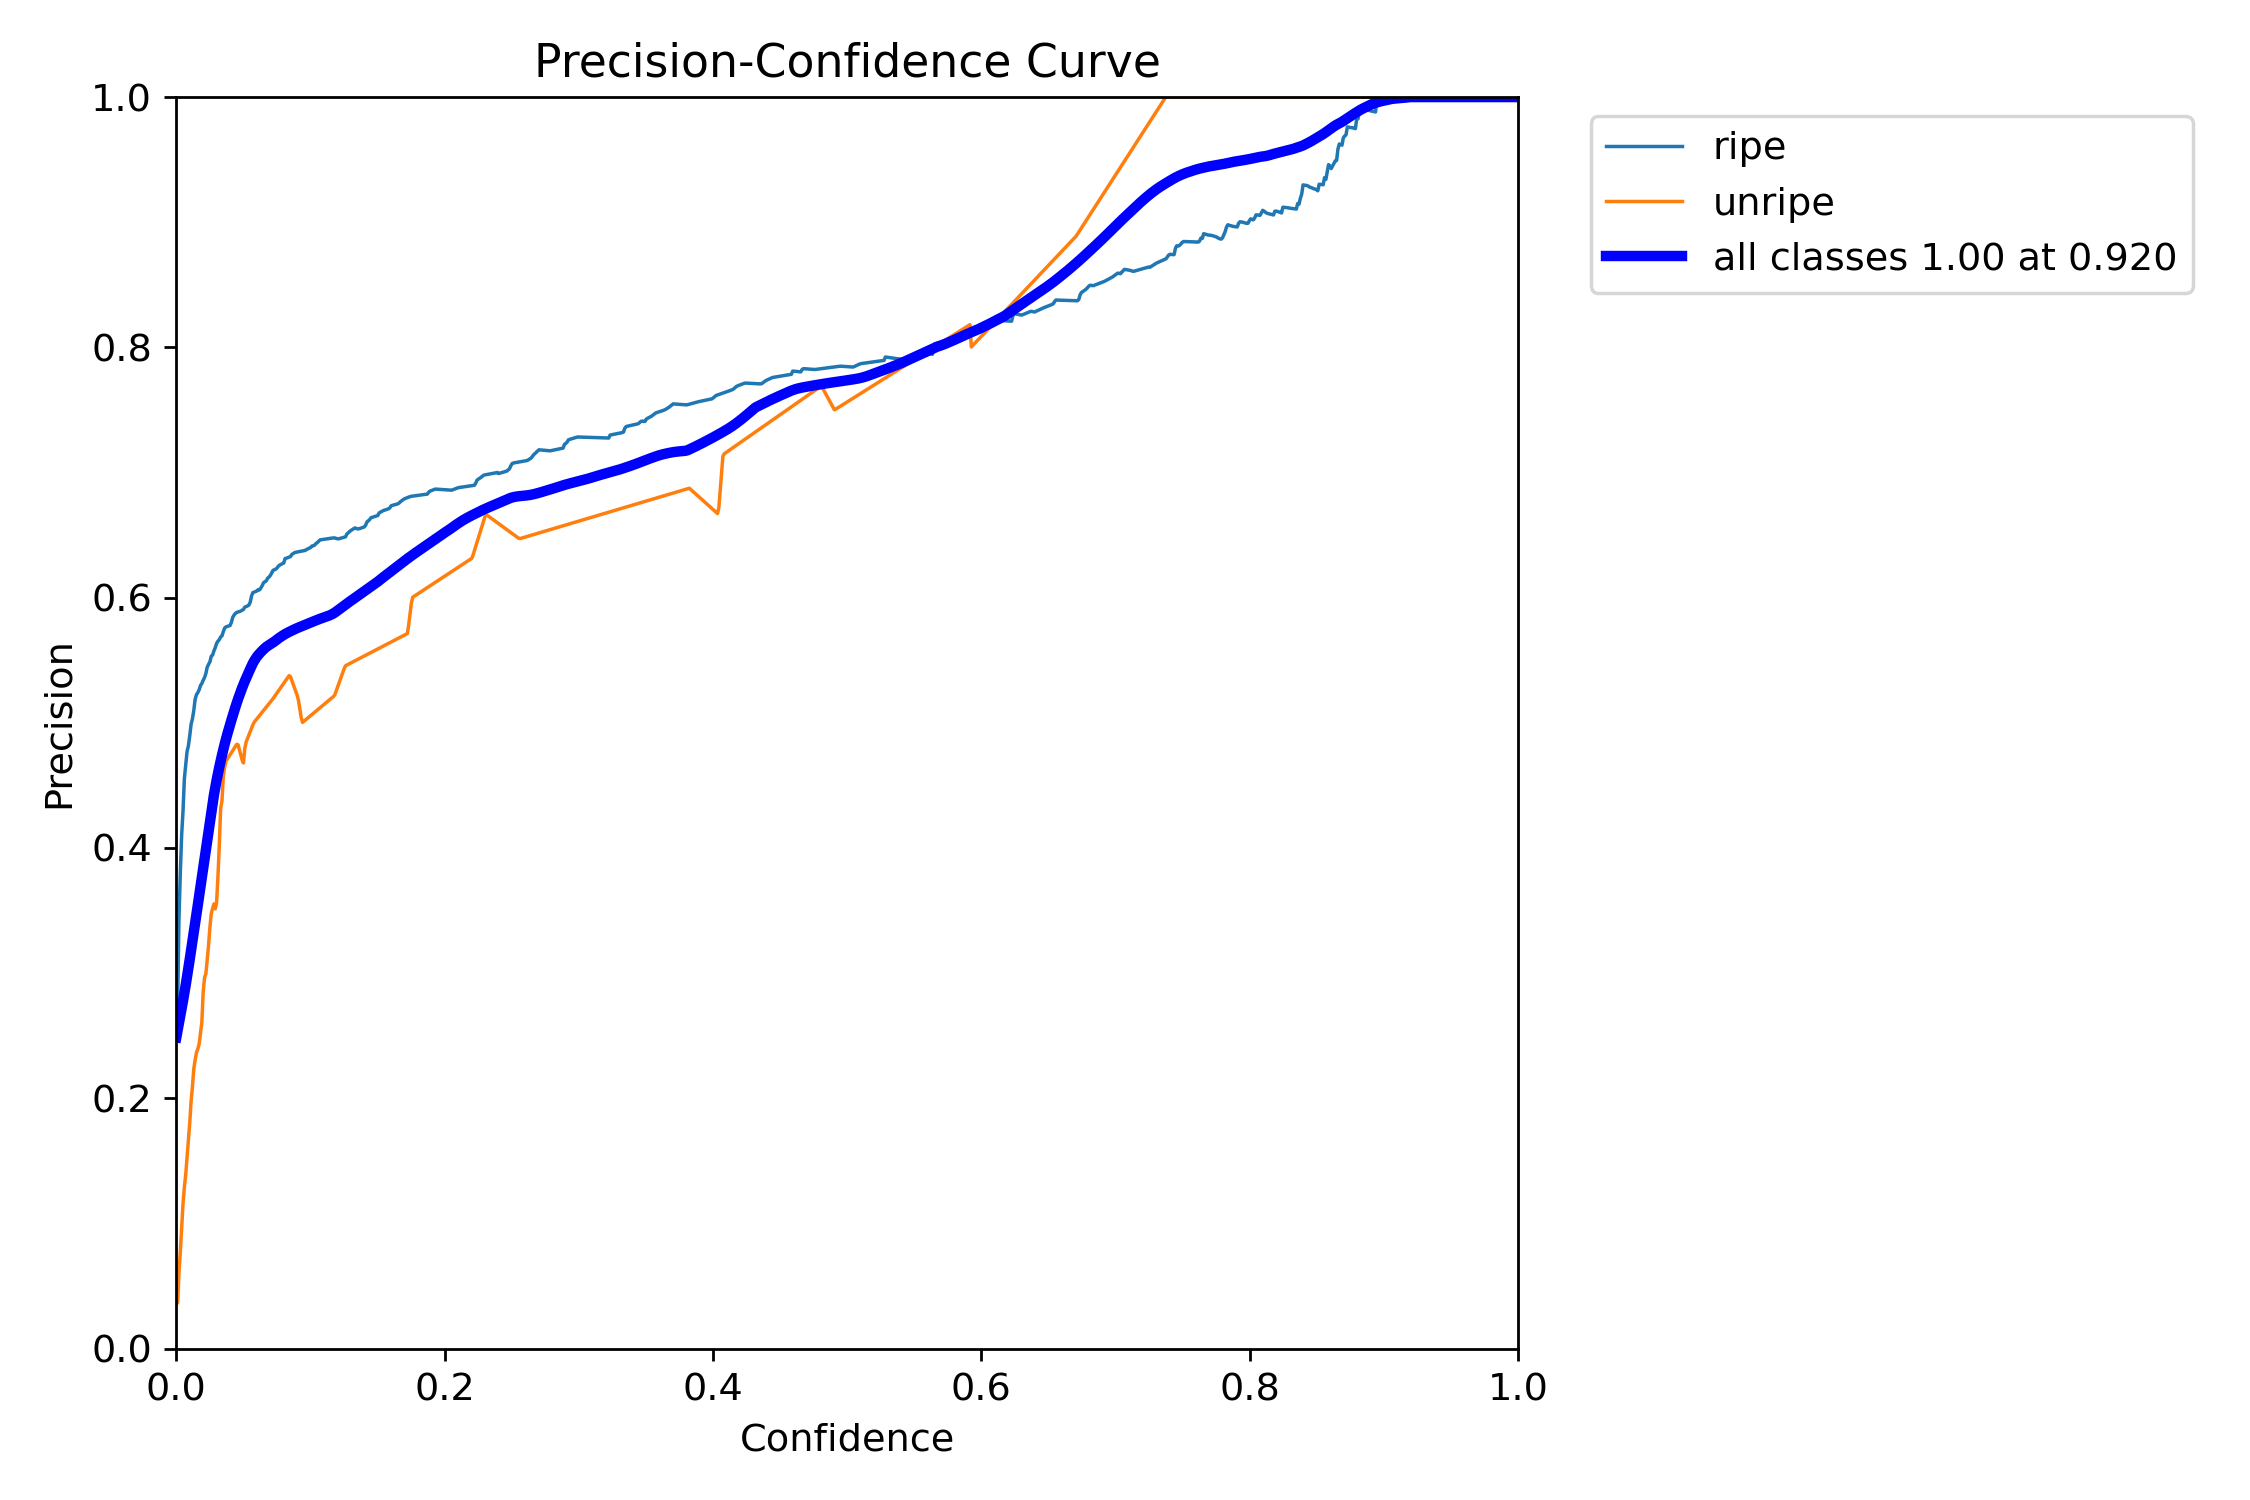 Precision-Confidence Curve
1.0
0.8
0.6
0.4
0.2
0.0
Precision
0.0 0.2 0.4 0.6 0.8 1.0
Confidence
ripe
unripe
all classes 1.00 at 0.920